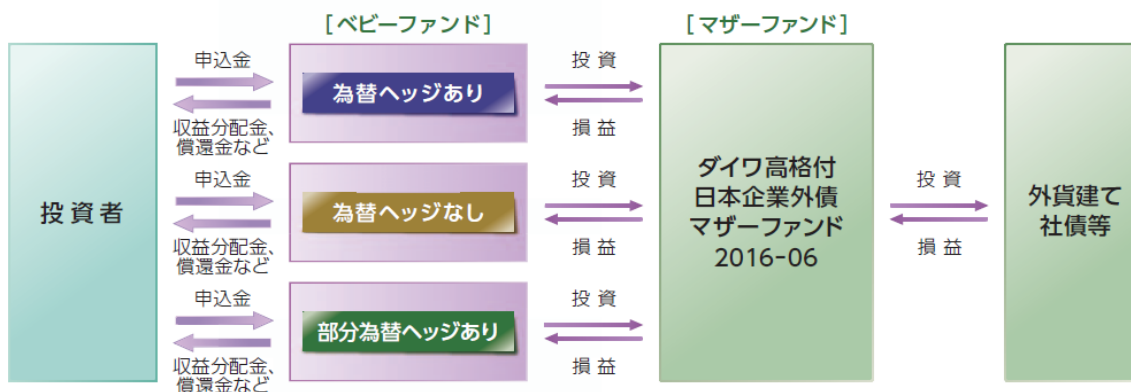 [ベビーファンド]
[マザーファンド]
投資者
申込金
収益分配金、
償還金など
申込金
収益分配金、
償還金など
申込金
収益分配金、
償還金など
為替ヘッジあり
為替ヘッジなし
部分為替ヘッジあり
投資
損益
投資
損益
投資
損益
ダイワ高格付
日本企業外債
マザーファンド
2016-06
投資
損益
外貨建て
社債等